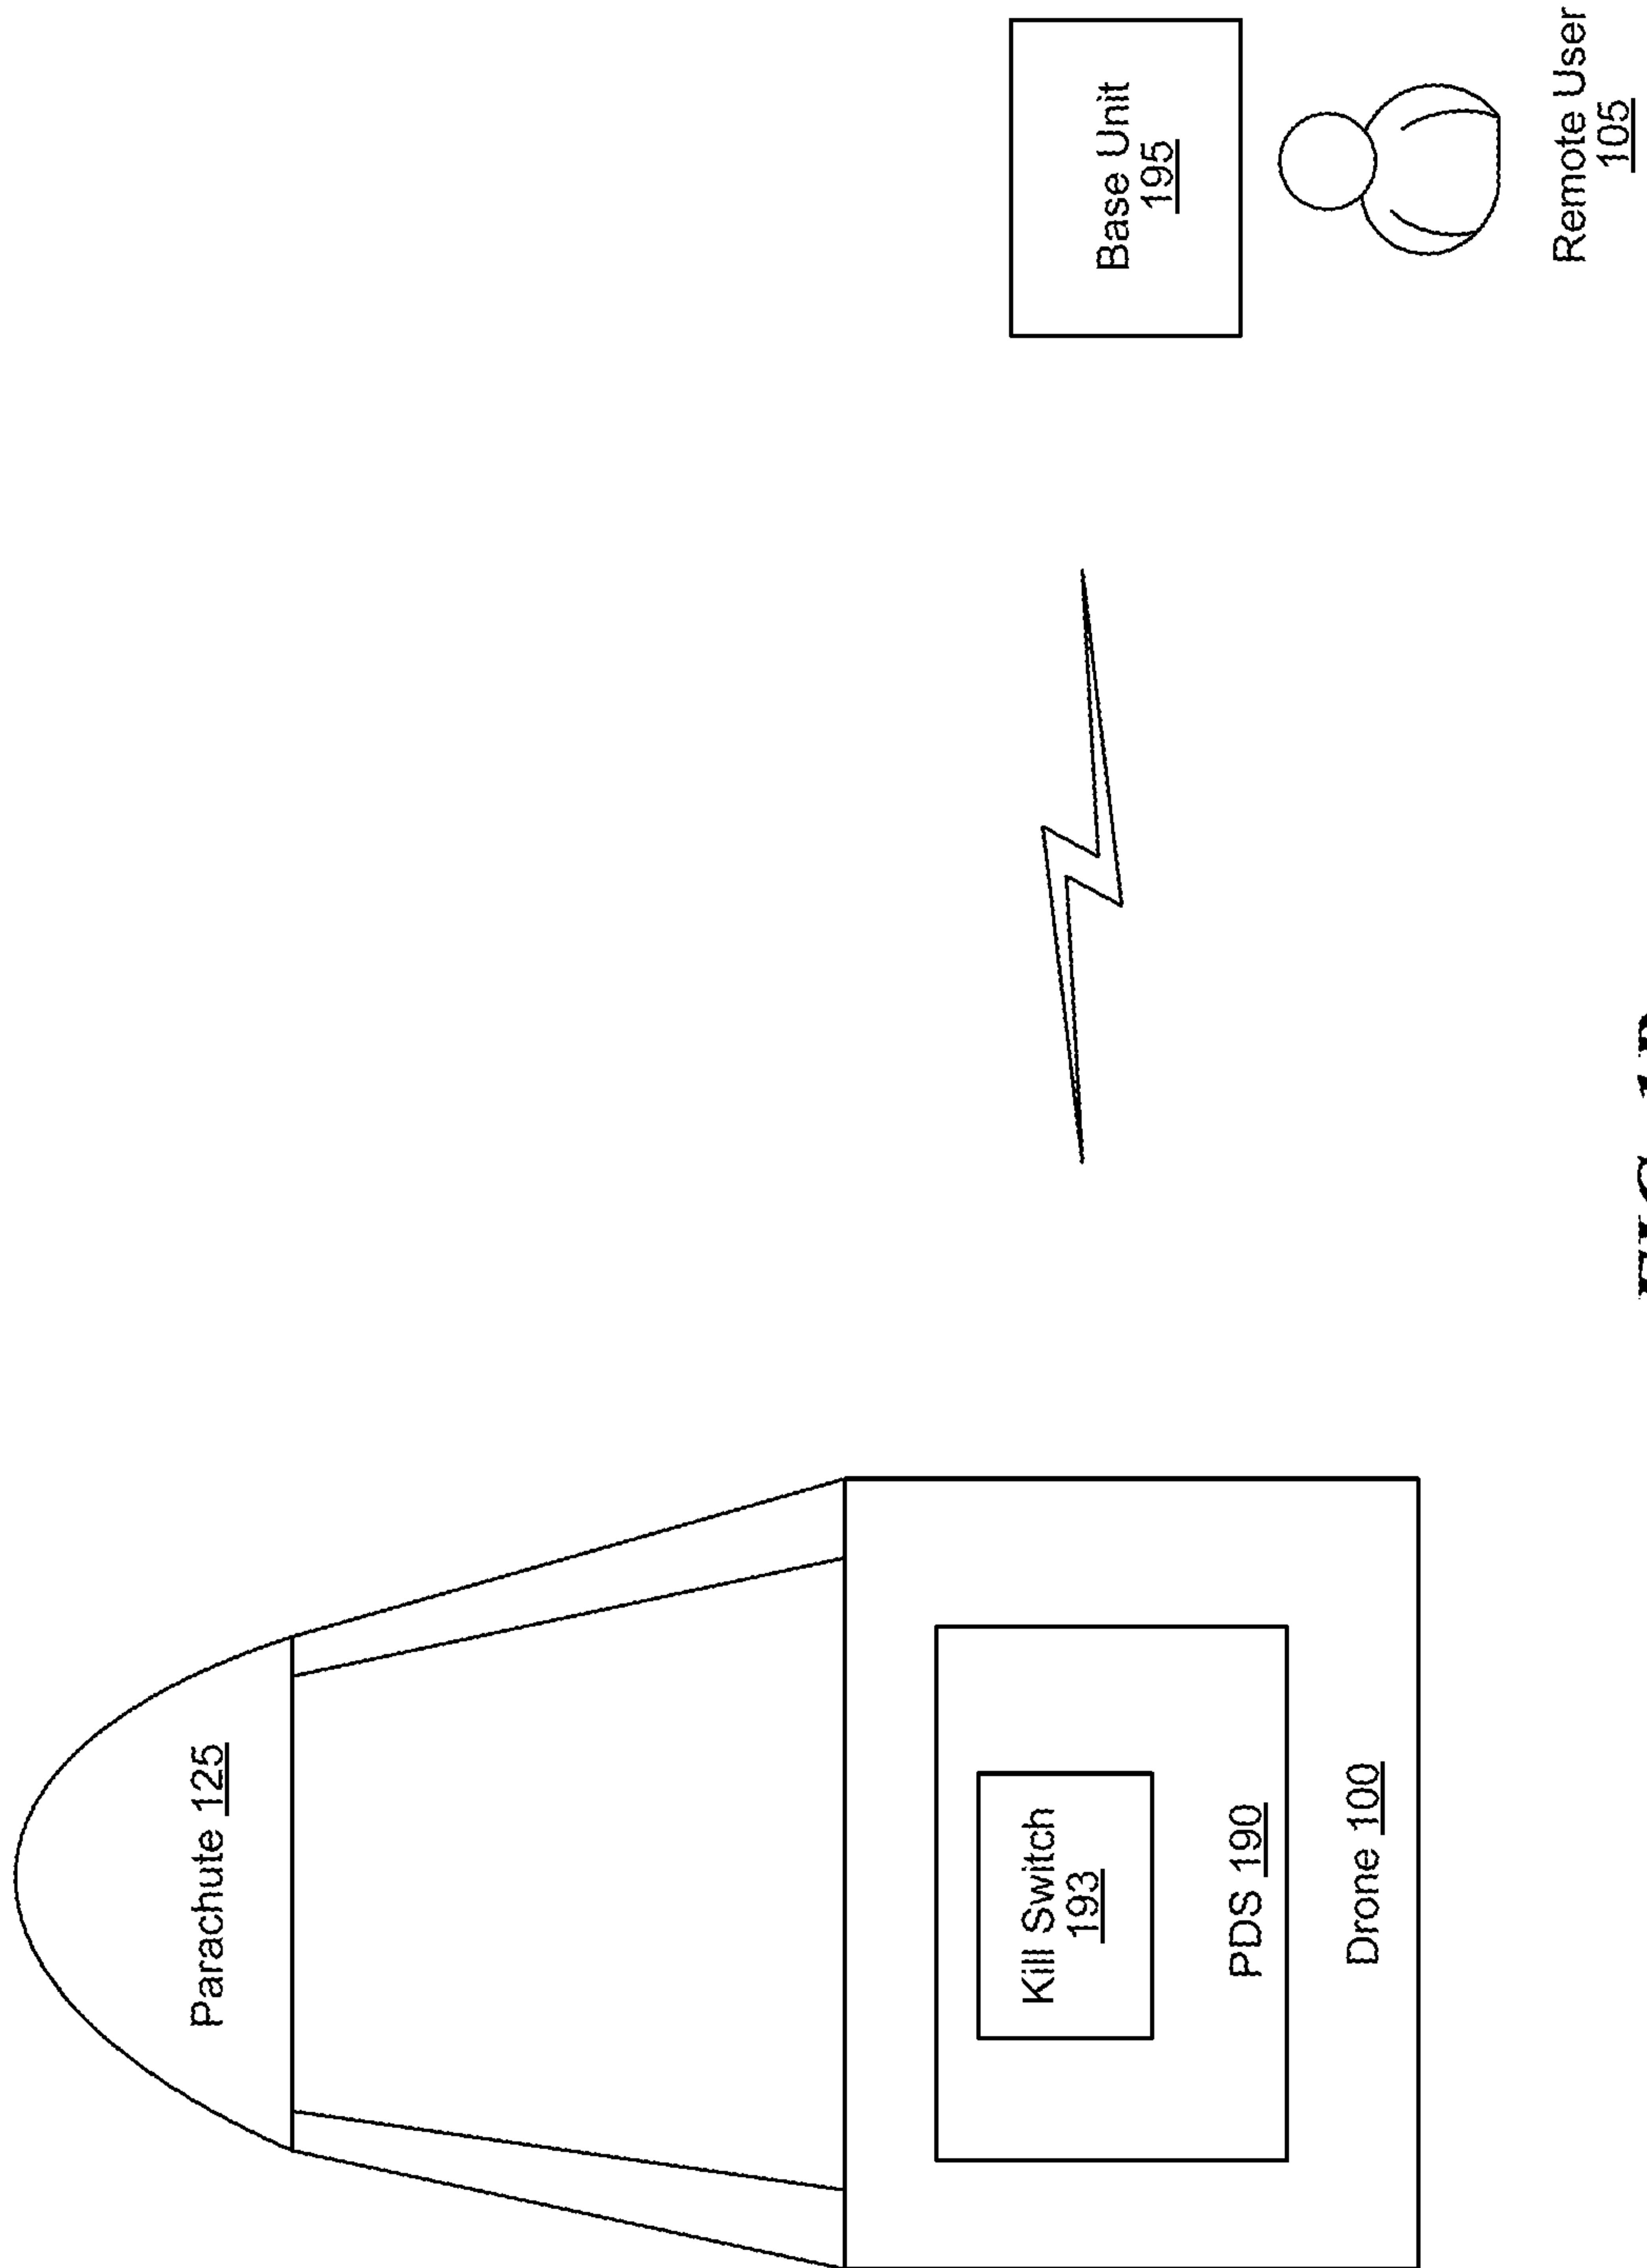 Parachute 125
Kill Switch
193
PDS 190
Drone 100
Base Unit
195
Remote User
105